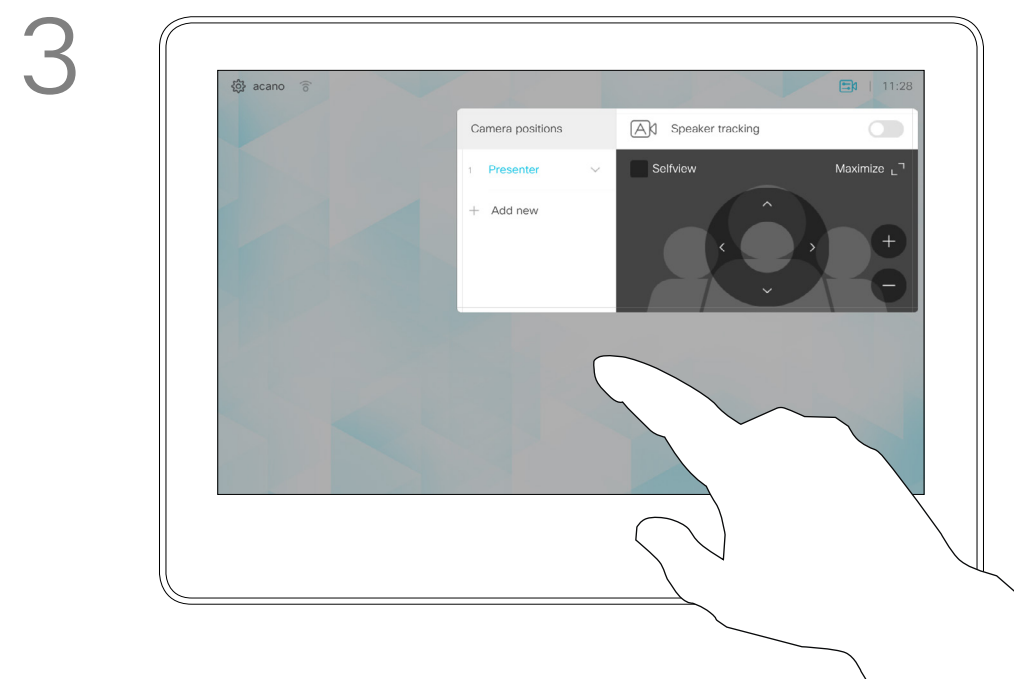 3
acano
11:28
Camera positions
Speaker tracking
1 Presenter
Selfview
Maximize
+ Add new